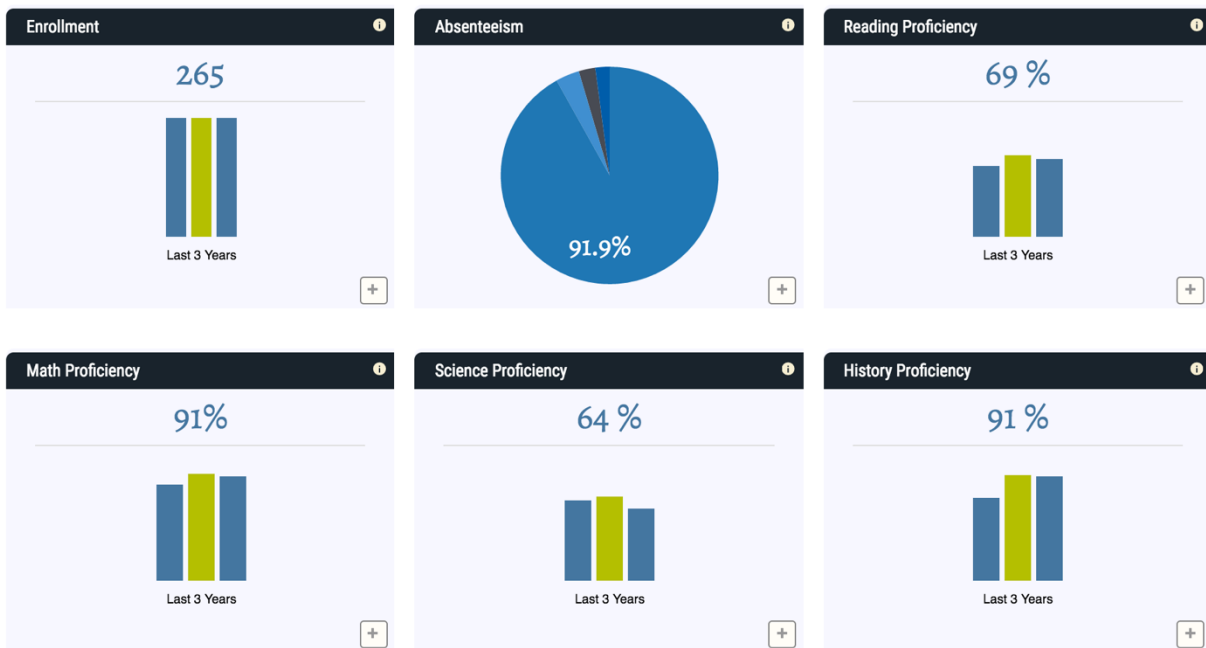 Enrollment
265
Last 3 Years
+
Absenteeism
91.9%
+
Reading Proficiency
69 %
Last 3 Years
+
Math Proficiency
91%
Last 3 Years
+
Science Proficiency
64 %
Last 3 Years
+
History Proficiency
91 %
Last 3 Years
+